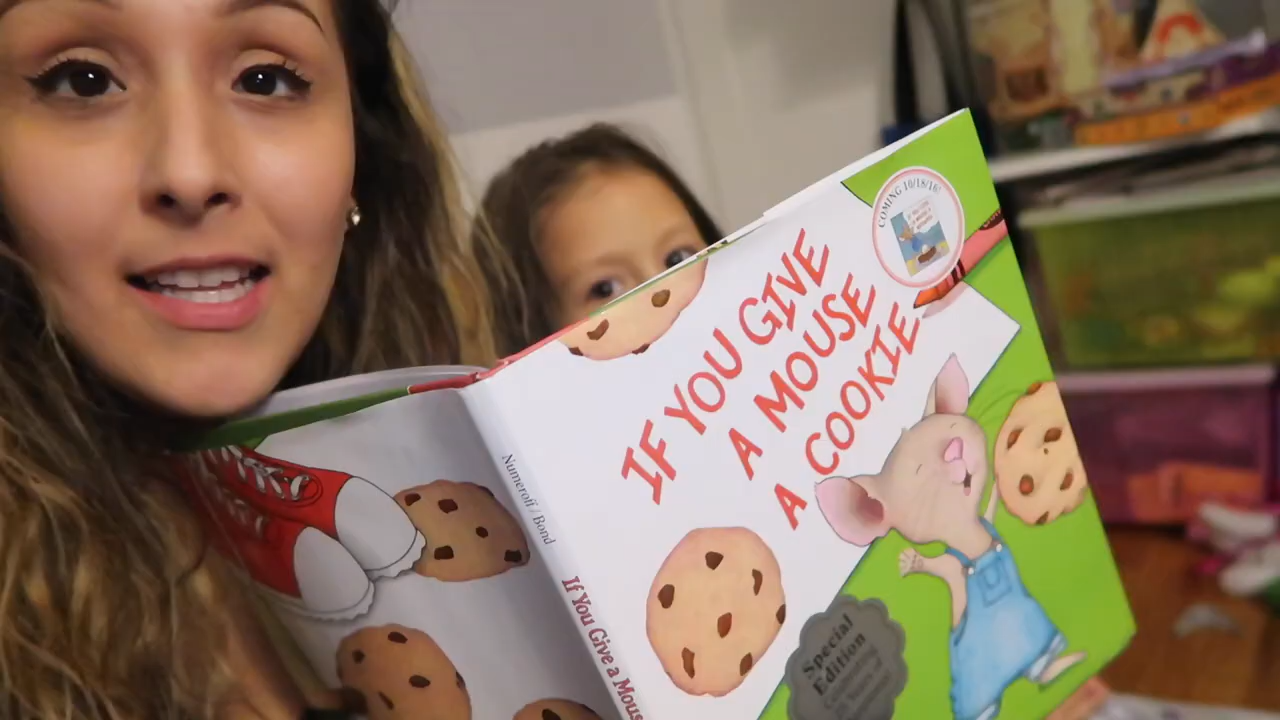 COMING 10/18/16!
IF YOU GIVE
A MOUSE
A COOKIE
Numeroff / Bond
If You Give a Mous
Special
Edition